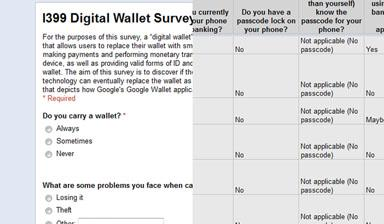 I399 Digital Wallet Survey
For the purposes of this survey, a "digital wallet"
that allows users to replace their wallet with sm
making payments and performing monetary tran
device, as well as providing valid forms of ID and
wallet. The aim of this survey is to discover if th
technology can eventually replace the wallet as
that depicts how Google's Google Wallet applic
* Required
Do you carry a wallet? *
Always
Sometimes
Never
What are some problems you face when ca
Losing it
Theft
Other:
u currently
our phone
banking?
Do you have a
passcode lock on
your phone?
than yourself)
know the
passcode for your
phone?
usin
ban
ap
No
Not applicable (No
passcode)
Yes
No
Not applicable (No
passcode)
No
No
Not applicable (No
passcode)
Mayb
No
Not applicable (No
passcode)
No
No
Not applicable (No
passcode)
No
Not applicable (No